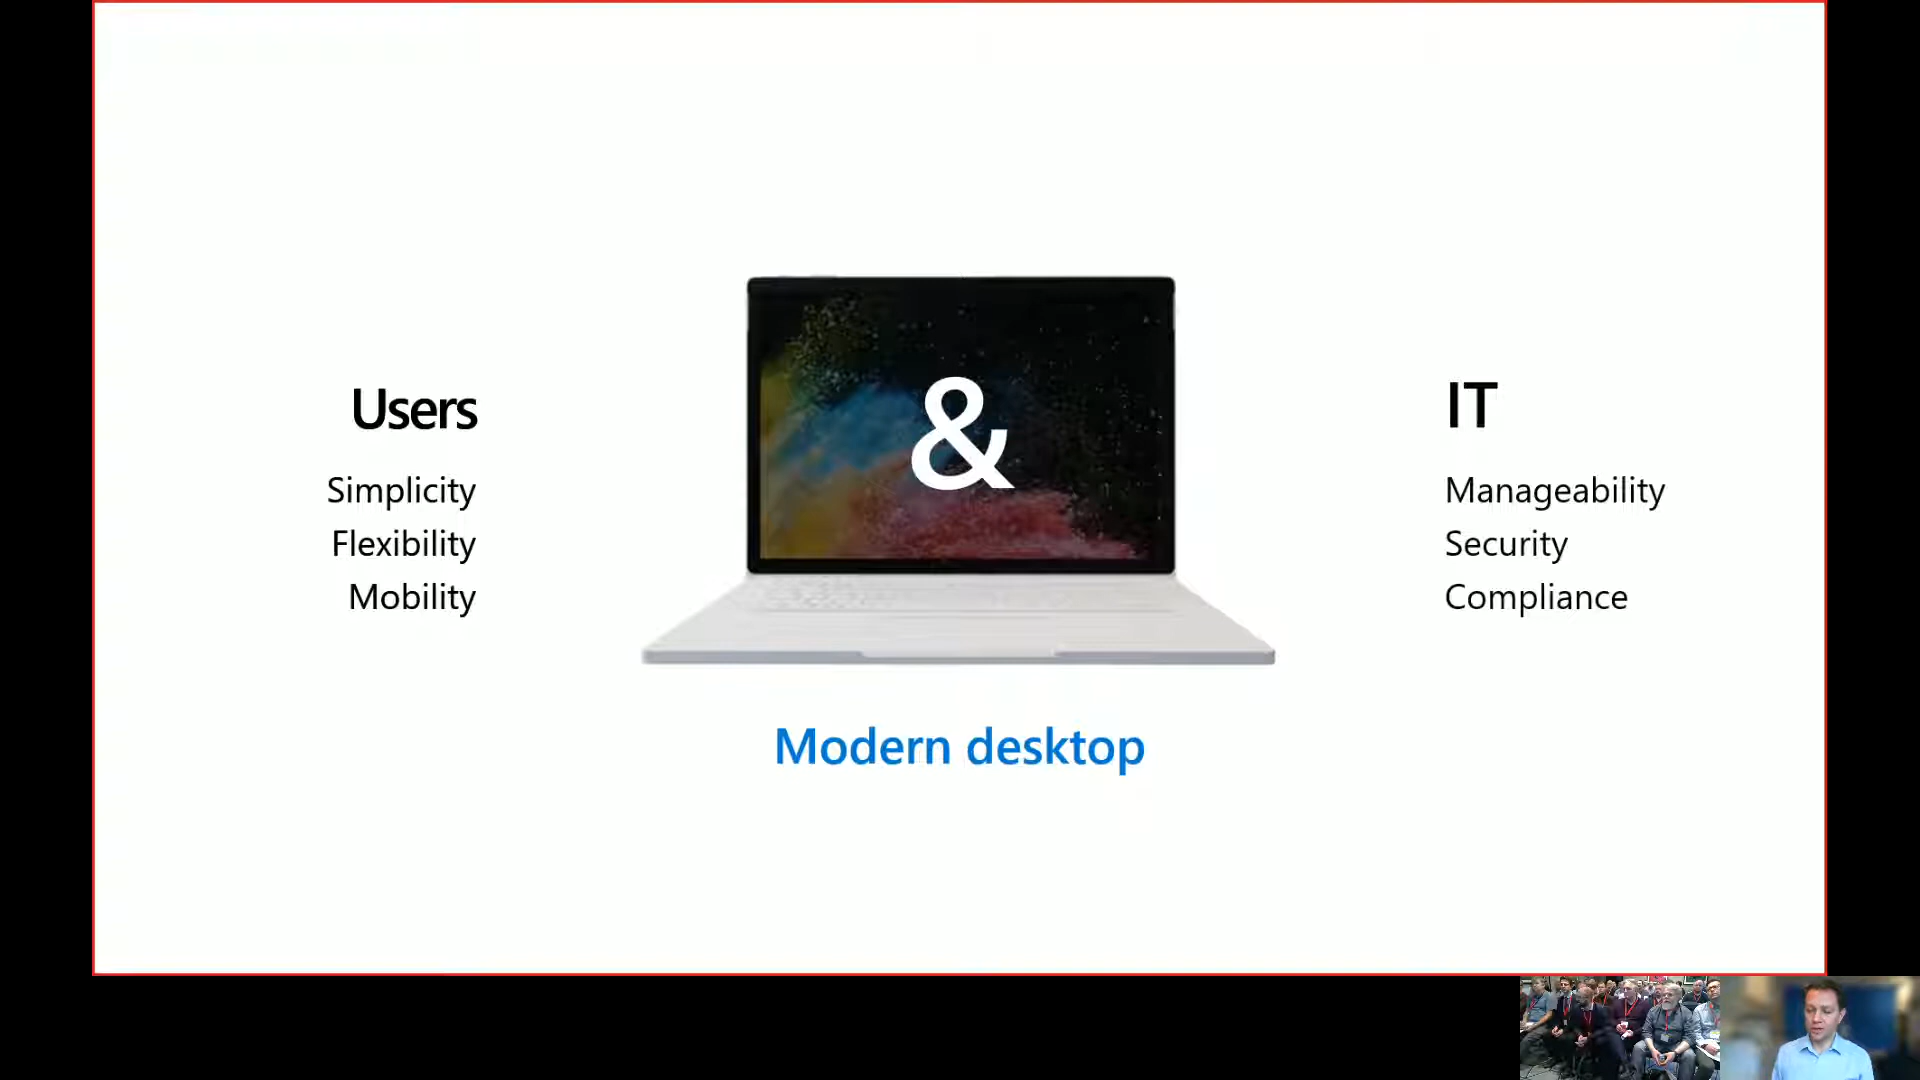 Users
Simplicity
Flexibility
Mobility
&
IT
Manageability
Security
Compliance
Modern desktop